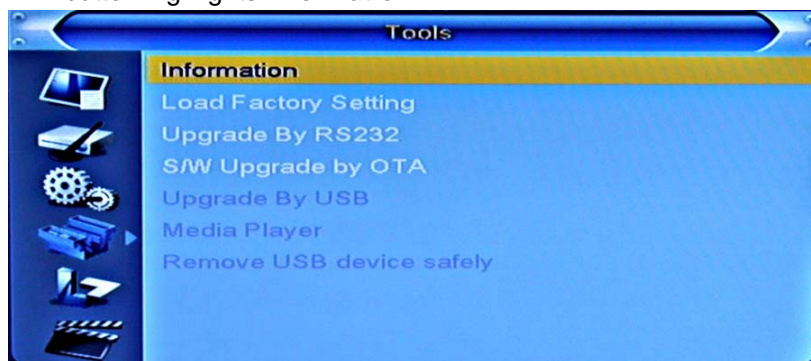 Tools
Information
Load Factory Setting
Upgrade By RS232
S/W Upgrade by OTA
Upgrade By USB
Media Player
Remove USB device safely